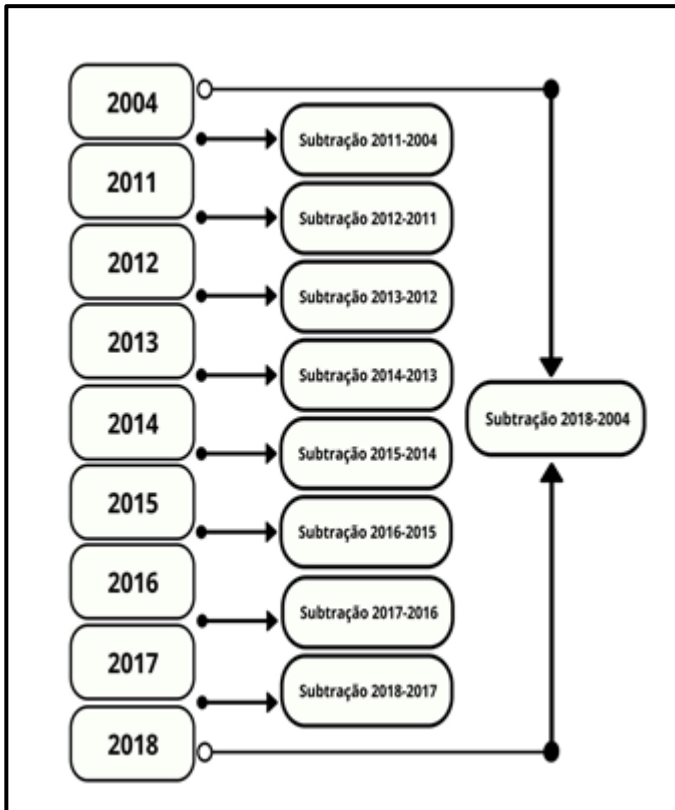 2004
Subtração 2011-2004
2011
Subtração 2012-2011
2012
Subtração 2013-2012
2013
Subtração 2014-2013
2014
Subtração 2018-2004
Subtração 2015-2014
2015
Subtração 2016-2015
2016
Subtração 2017-2016
2017
Subtração 2018-2017
2018